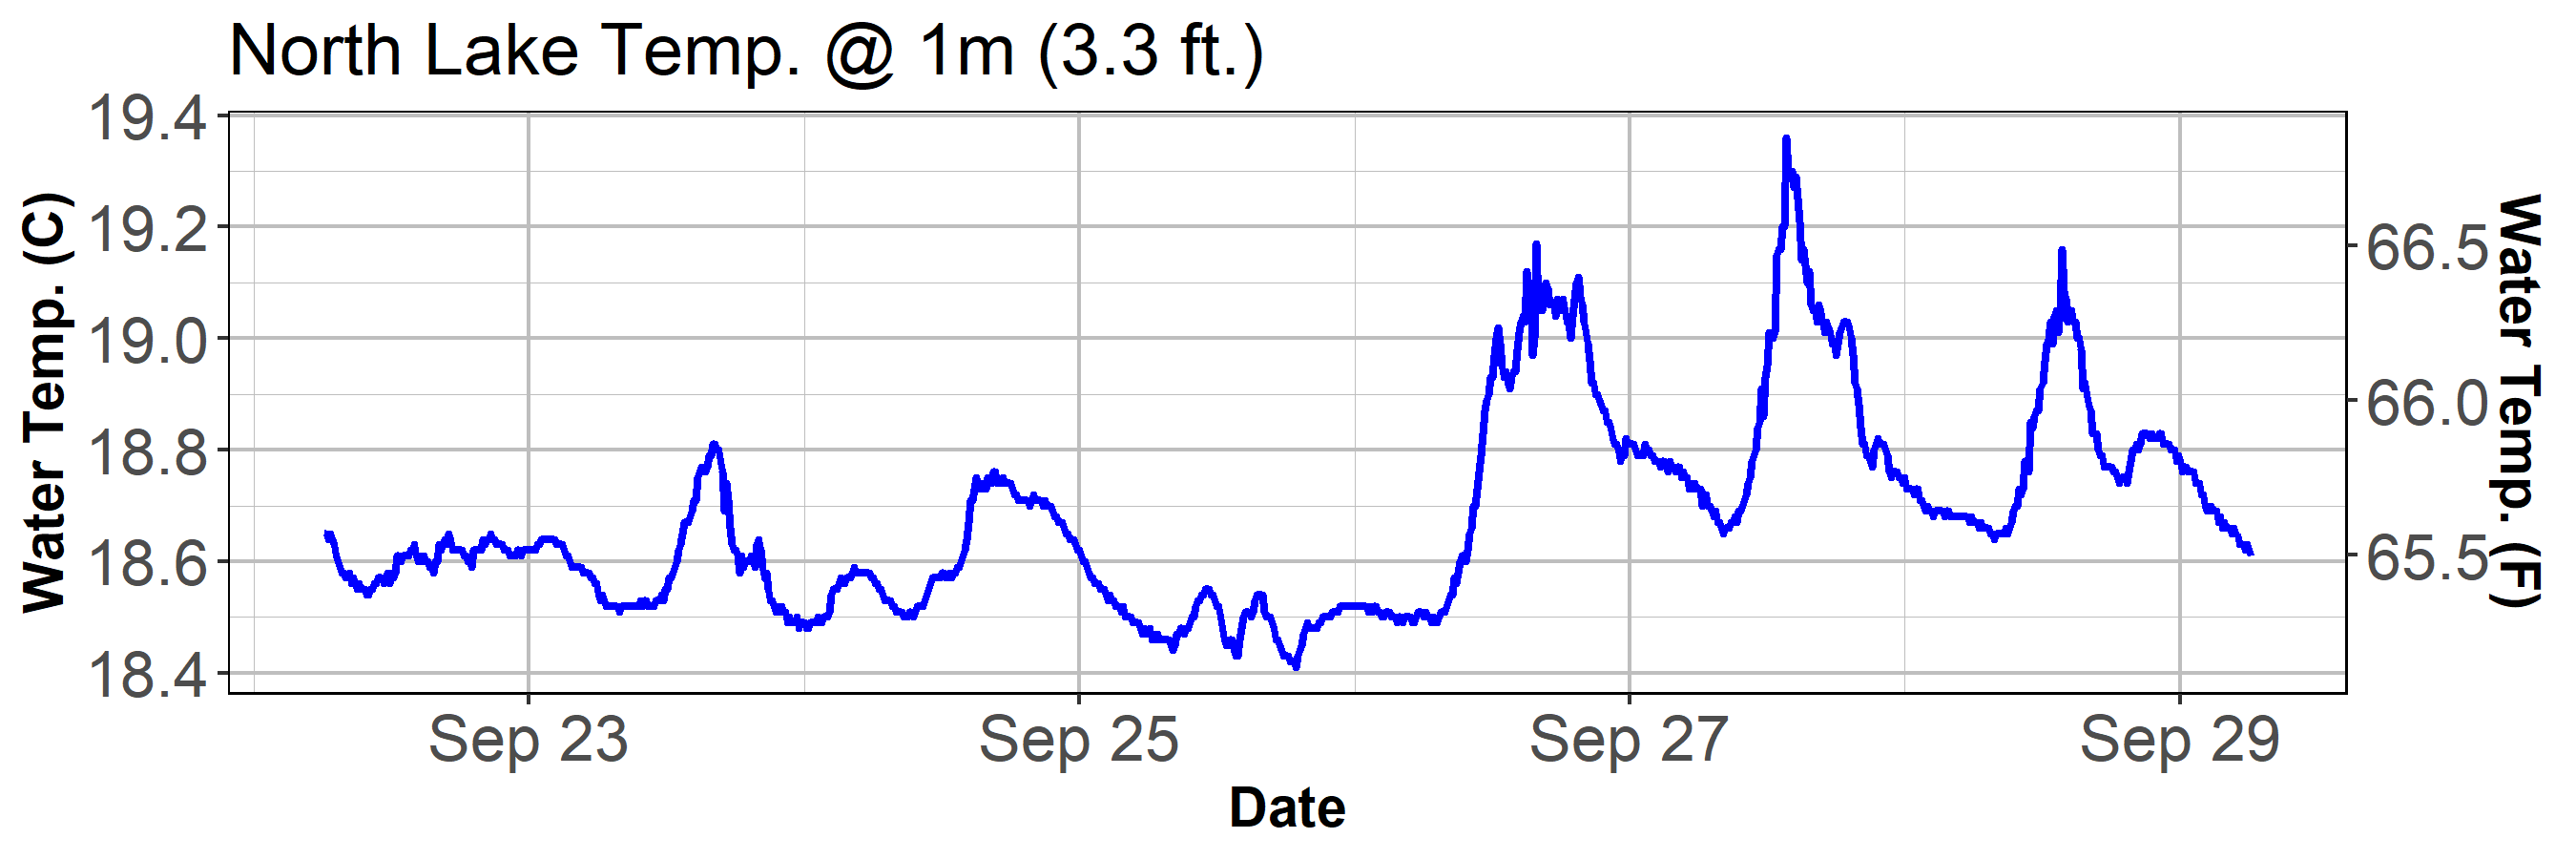 North Lake Temp. @ 1m (3.3 ft.)
Water Temp. (C)
19.4
19.2
19.0
18.8
18.6
18.4
66.5
66.0
65.5
Water Temp. (F)
Sep 23
Sep 25
Sep 27
Sep 29
Date